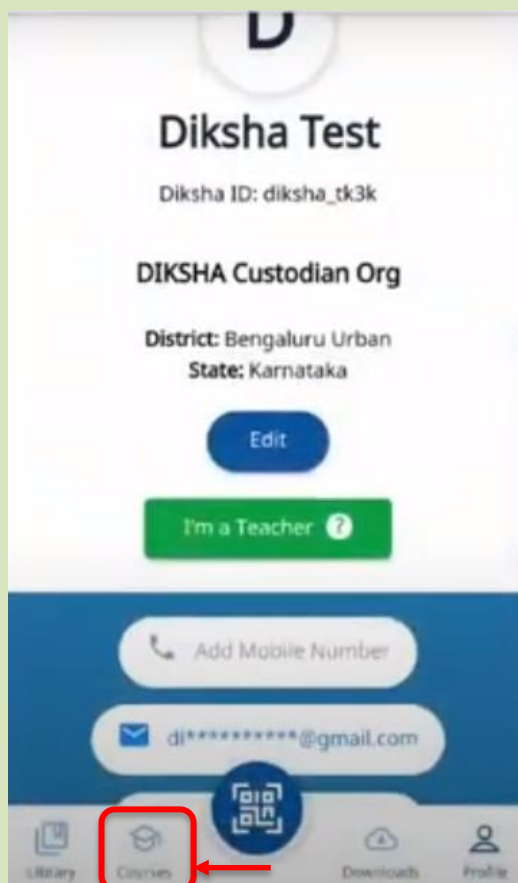 D
Diksha Test
Diksha ID: diksha_tk3k
DIKSHA Custodian Org
District: Bengaluru Urban
State: Karnataka
Edit
I'm a Teacher ?
Add Mobile Number
di**********@gmail.com
Library Courses Downloads Profile